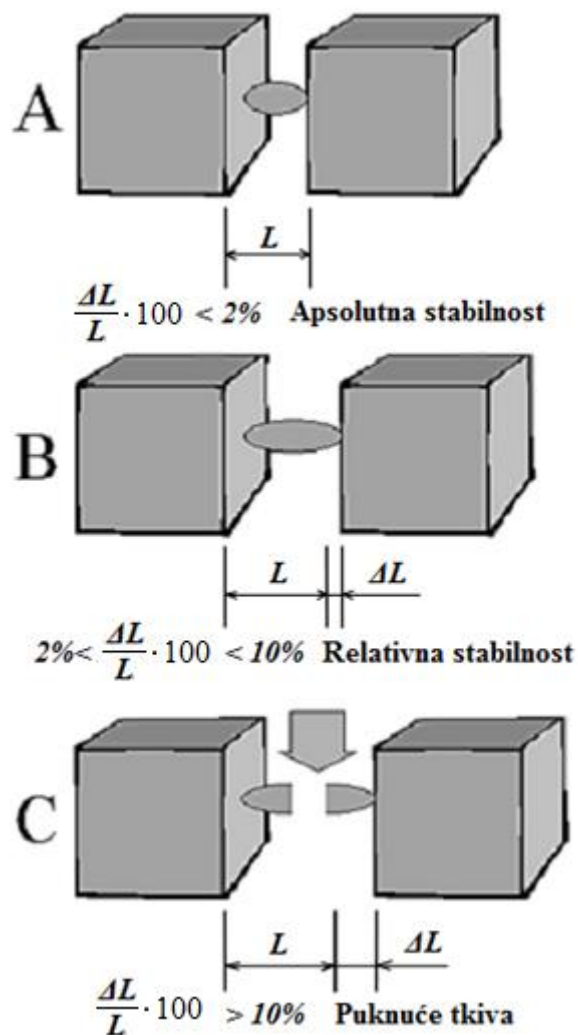 A
L
ΔL/L · 100 < 2% Apsolutna stabilnost
B
L ΔL
2% < ΔL/L · 100 < 10% Relativna stabilnost
C
L ΔL
ΔL/L · 100 > 10% Puknuće tkiva